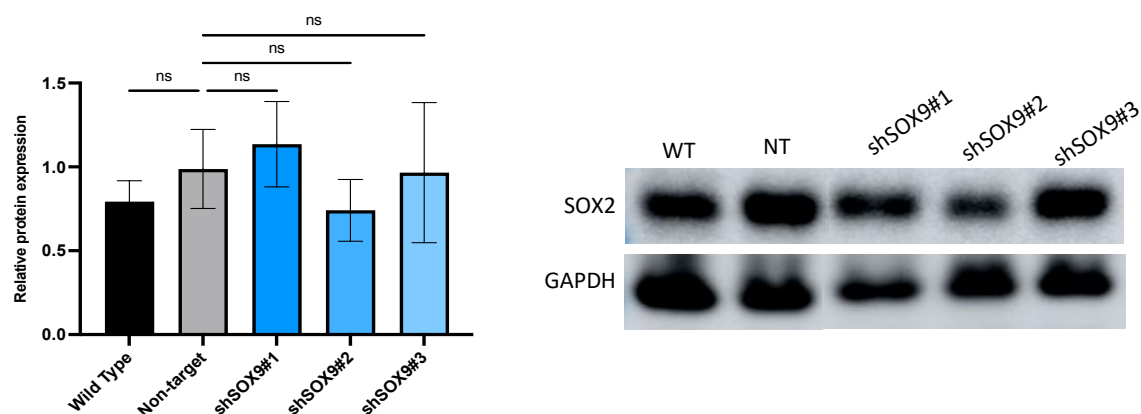 ns
ns
ns
ns
1.5
1.0
0.5
0.0
Relative protein expression
Wild Type
Non-target
shSOX9#1
shSOX9#2
shSOX9#3
WT
NT
shSOX9#1
shSOX9#2
shSOX9#3
SOX2
GAPDH